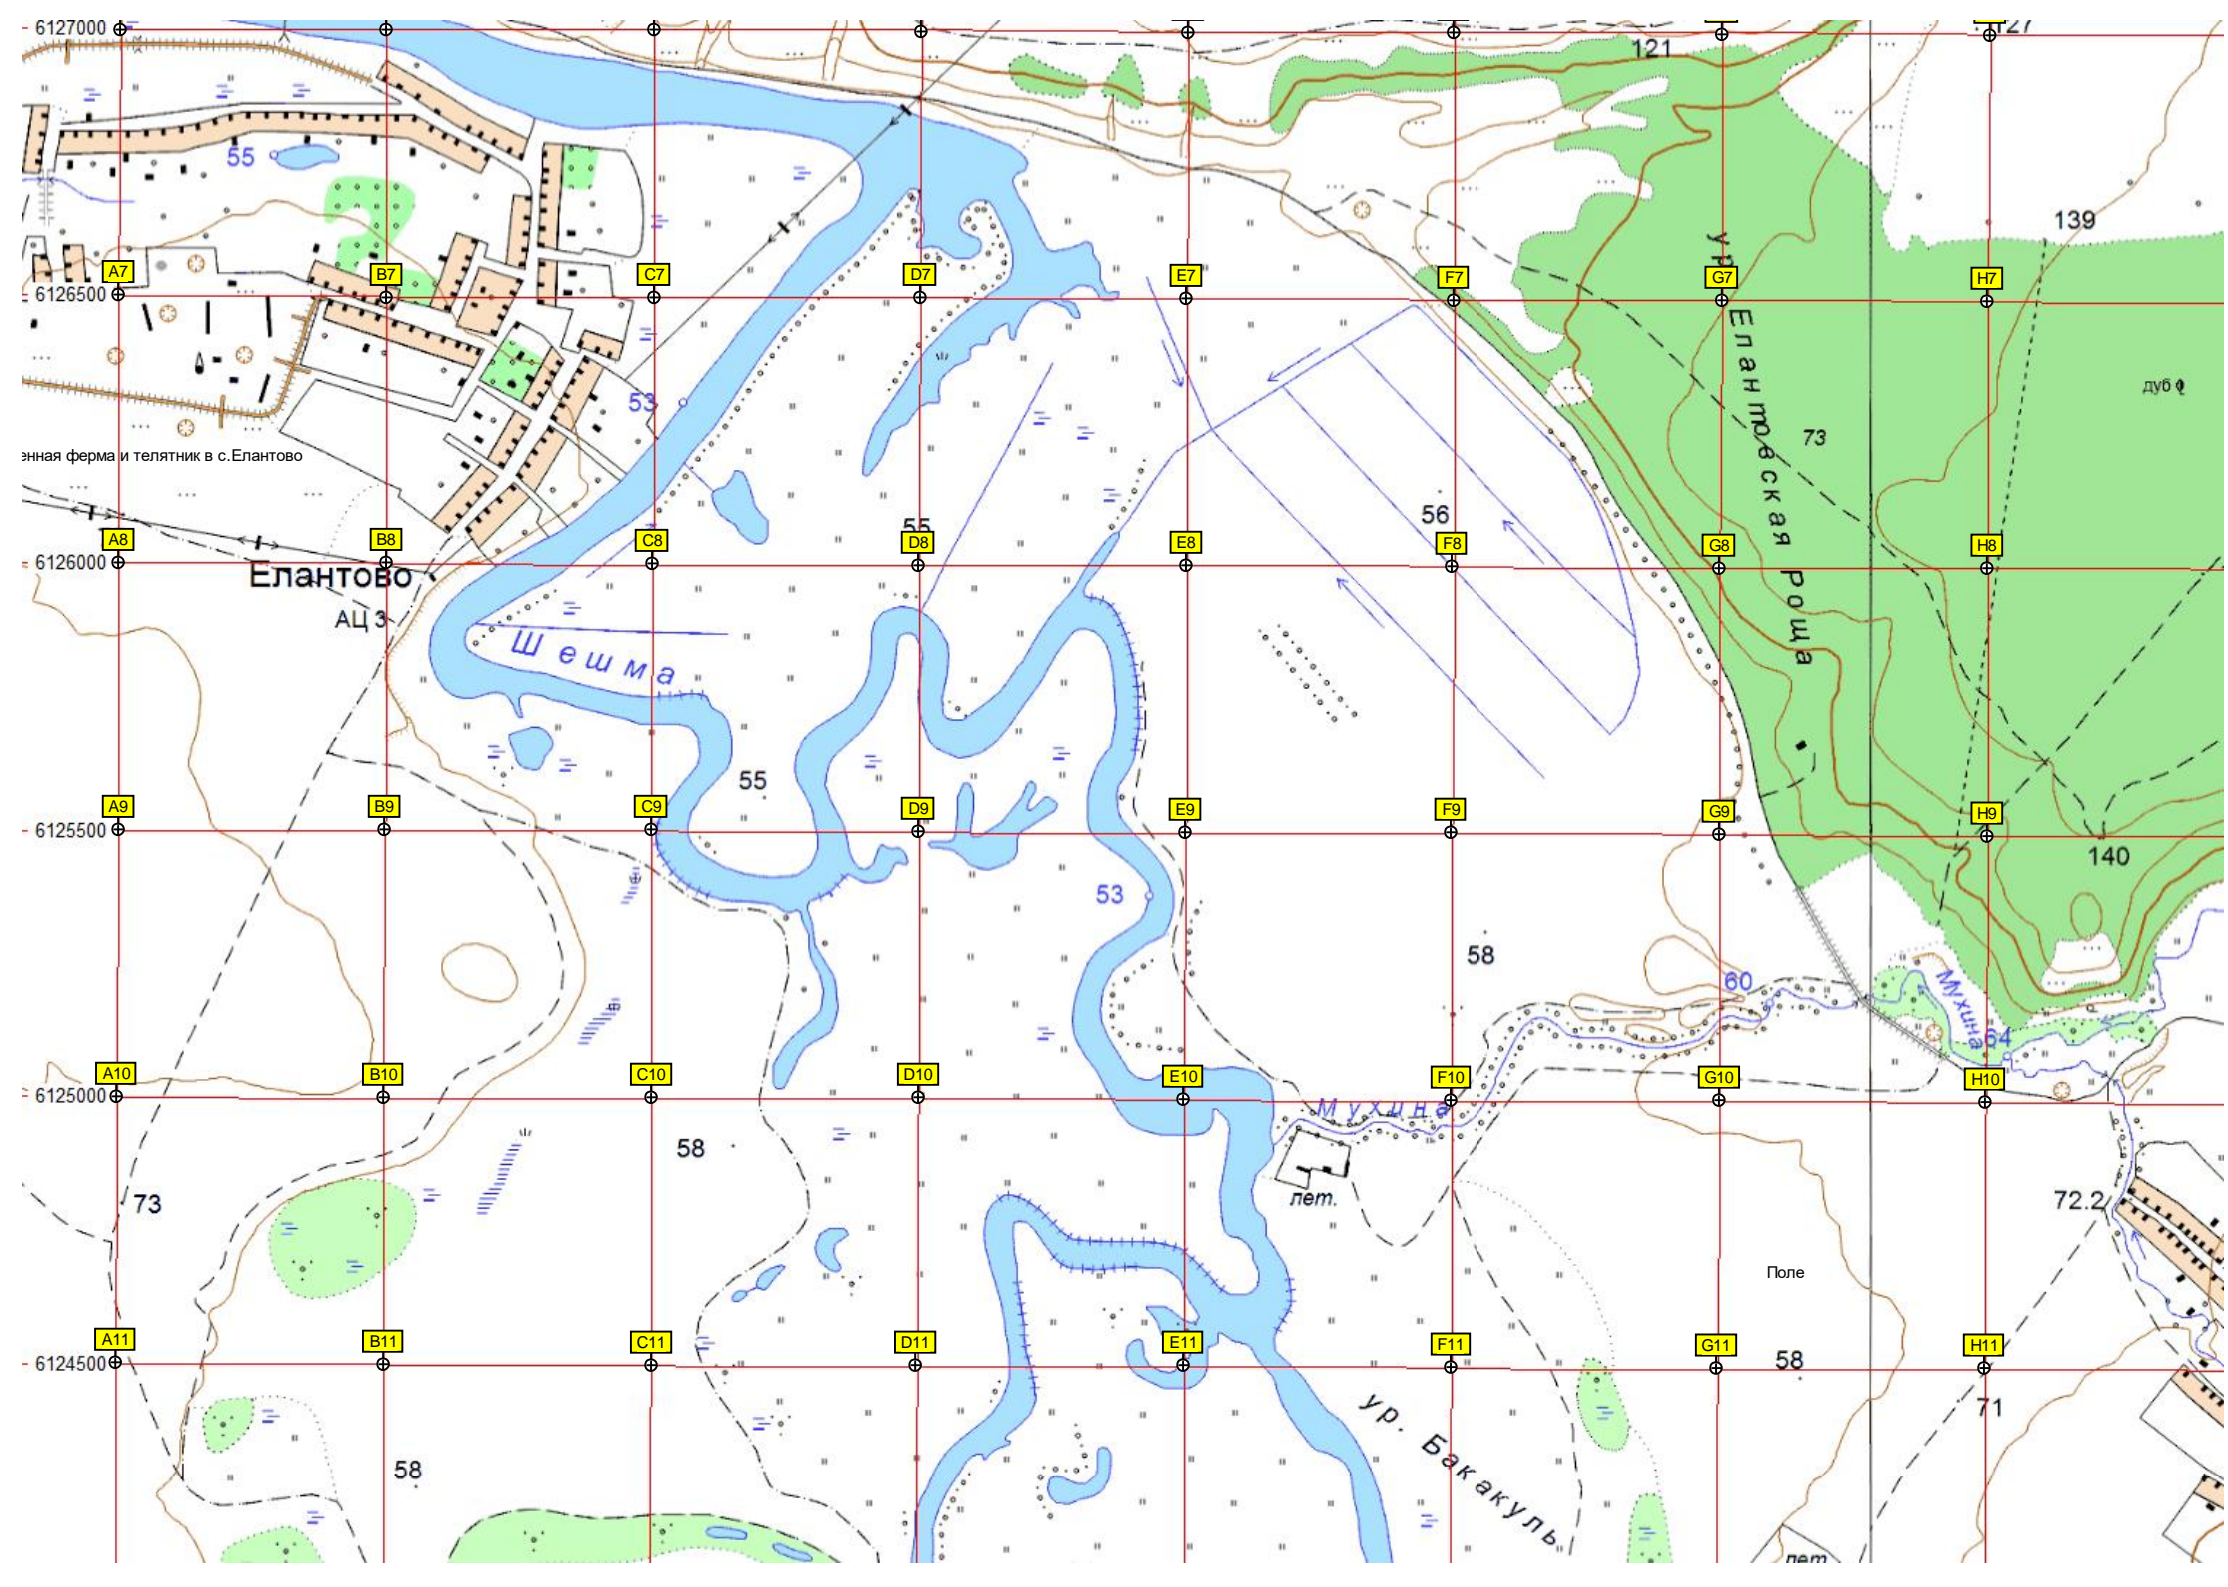 6127000
121
127
55
139
A7
B7
C7
D7
E7
F7
G7
H7
6126500
ур. Елантовская Роща
дуб
53
73
енная ферма и телятник в с.Елантово
55
56
A8
B8
C8
D8
E8
F8
G8
H8
6126000
Елантово
АЦ 3
Шешма
55
A9
B9
C9
D9
E9
F9
G9
H9
6125500
140
53
58
60
Мухина
64
A10
B10
C10
D10
E10
F10
G10
H10
6125000
Мухина
58
73
лет.
72.2
Поле
A11
B11
C11
D11
E11
F11
G11
H11
6124500
58
71
ур. Бакакуль
58
лет